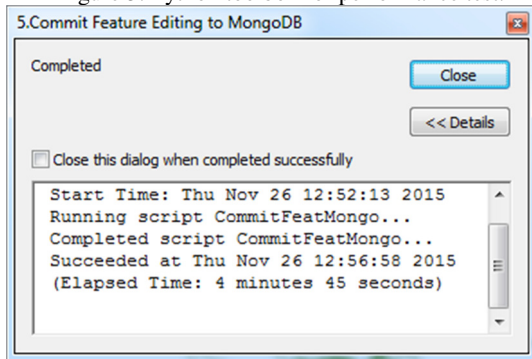 5.Commit Feature Editing to MongoDB
Completed
Close
<< Details
Close this dialog when completed successfully
Start Time: Thu Nov 26 12:52:13 2015
Running script CommitFeatMongo...
Completed script CommitFeatMongo...
Succeeded at Thu Nov 26 12:56:58 2015
(Elapsed Time: 4 minutes 45 seconds)